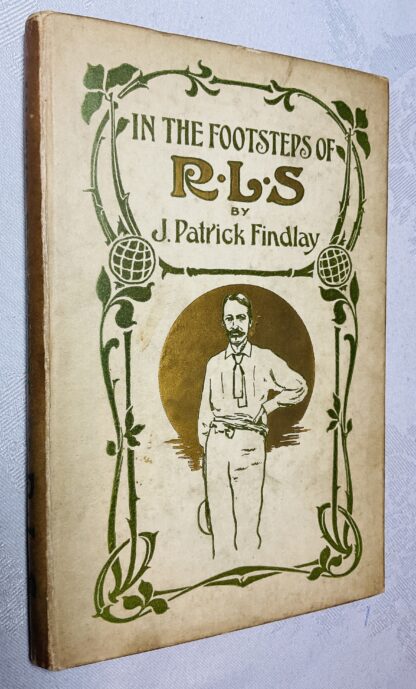 IN THE FOOTSTEPS OF
R·L·S
BY
J. Patrick Findlay